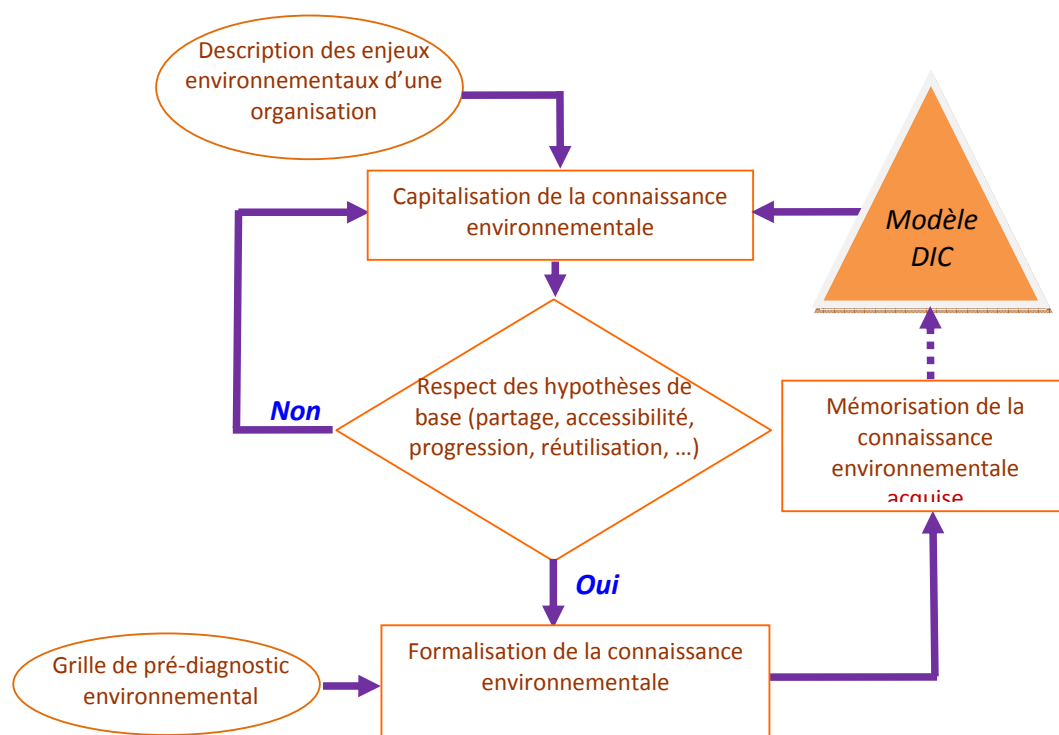 Description des enjeux
environnementaux d’une
organisation
Capitalisation de la connaissance
environnementale
Modèle
DIC
Respect des hypothèses de
base (partage, accessibilité,
progression, réutilisation, …)
Non
Mémorisation de la
connaissance
environnementale
acquise
Oui
Grille de pré-diagnostic
environnemental
Formalisation de la connaissance
environnementale